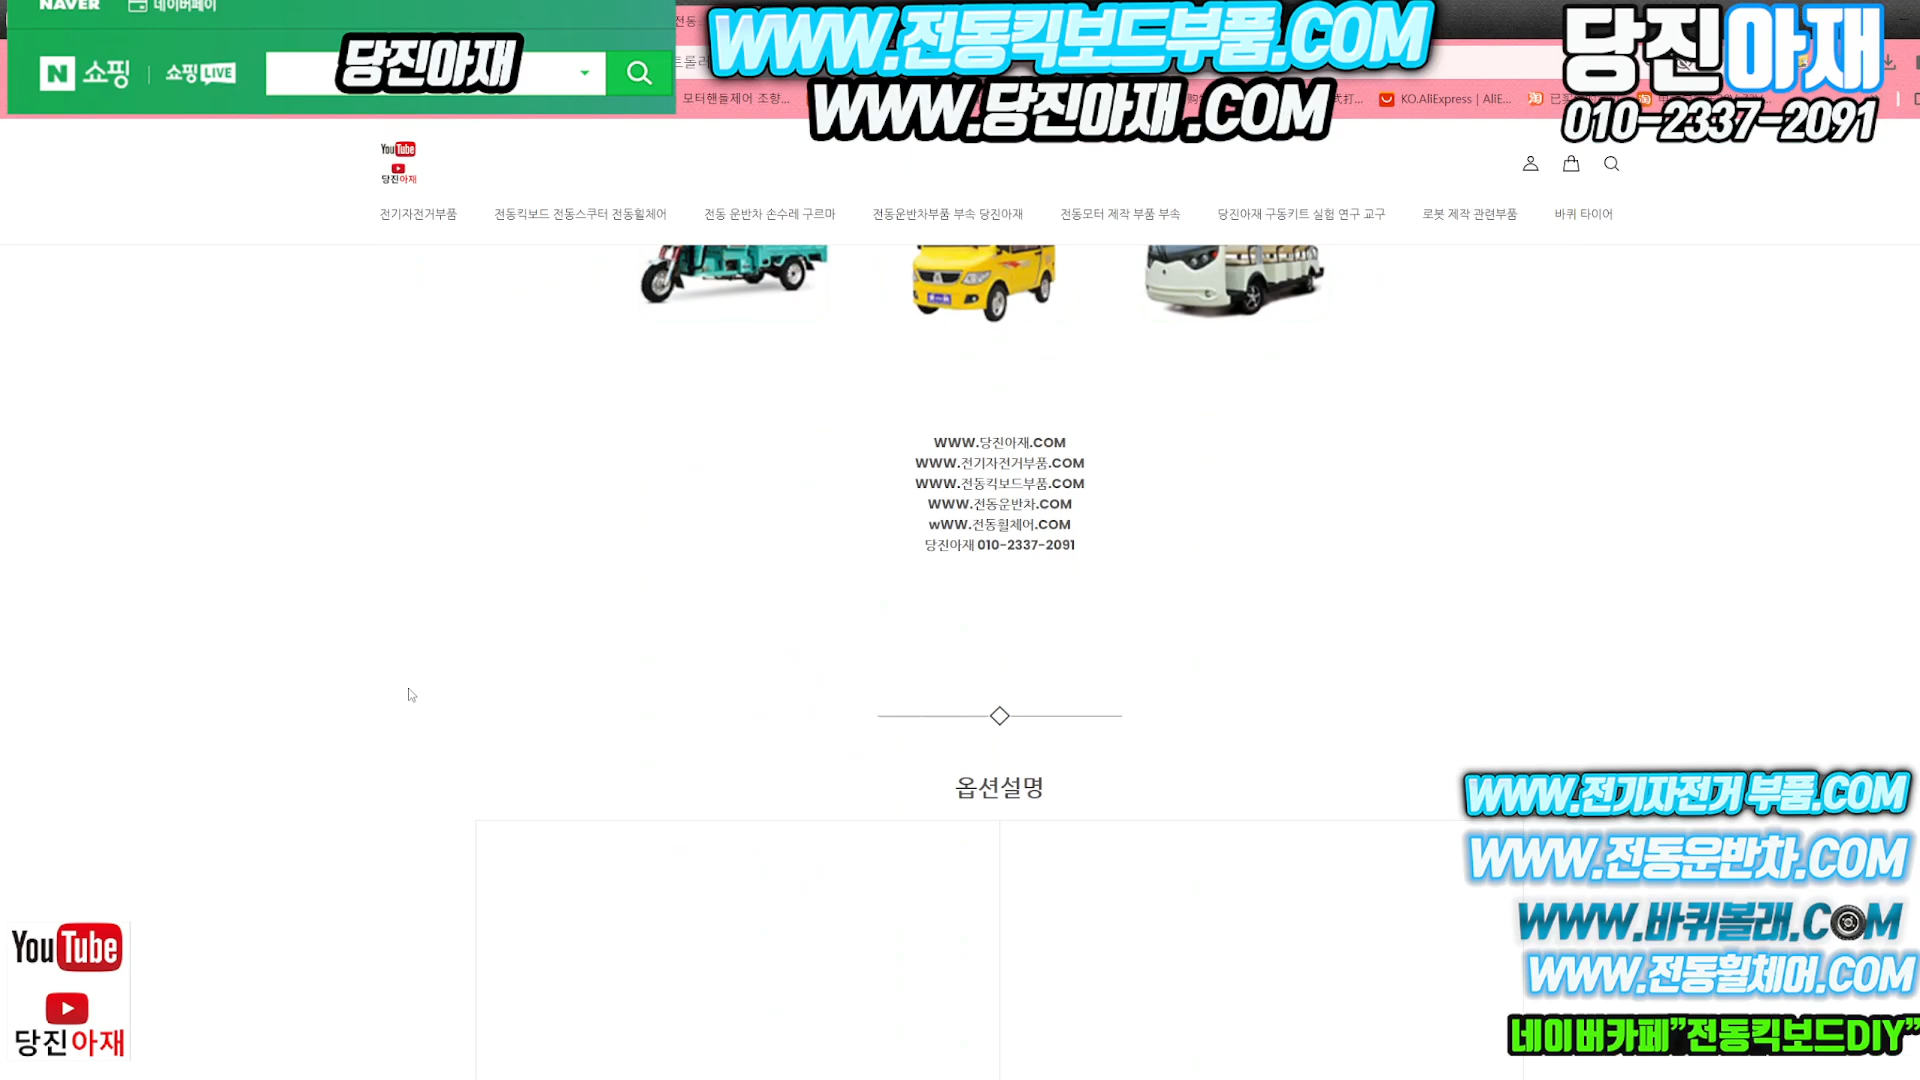 NAVER 네이버페이
N 쇼핑 쇼핑LIVE
당진아재
전동
WWW.전동킥보드부품.COM
당진아재
WWW.당진아재.COM
010-2337-2091
모터핸들제어 조향...
KO.AliExpress | AliE...
YouTube
당진아재
전기자전거부품
전동킥보드 전동스쿠터 전동휠체어
전동 운반차 손수레 구르마
전동운반차부품 부속 당진아재
전동모터 제작 부품 부속
당진아재 구동키트 실험 연구 교구
로봇 제작 관련부품
바퀴 타이어
WWW.당진아재.COM
WWW.전기자전거부품.COM
WWW.전동킥보드부품.COM
WWW.전동운반차.COM
wWW.전동휠체어.COM
당진아재 010-2337-2091
옵션설명
WWW.전기자전거 부품.COM
WWW.전동운반차.COM
WWW.바퀴볼래.COM
WWW.전동휠체어.COM
네이버카페"전동킥보드DIY"
YouTube
당진아재